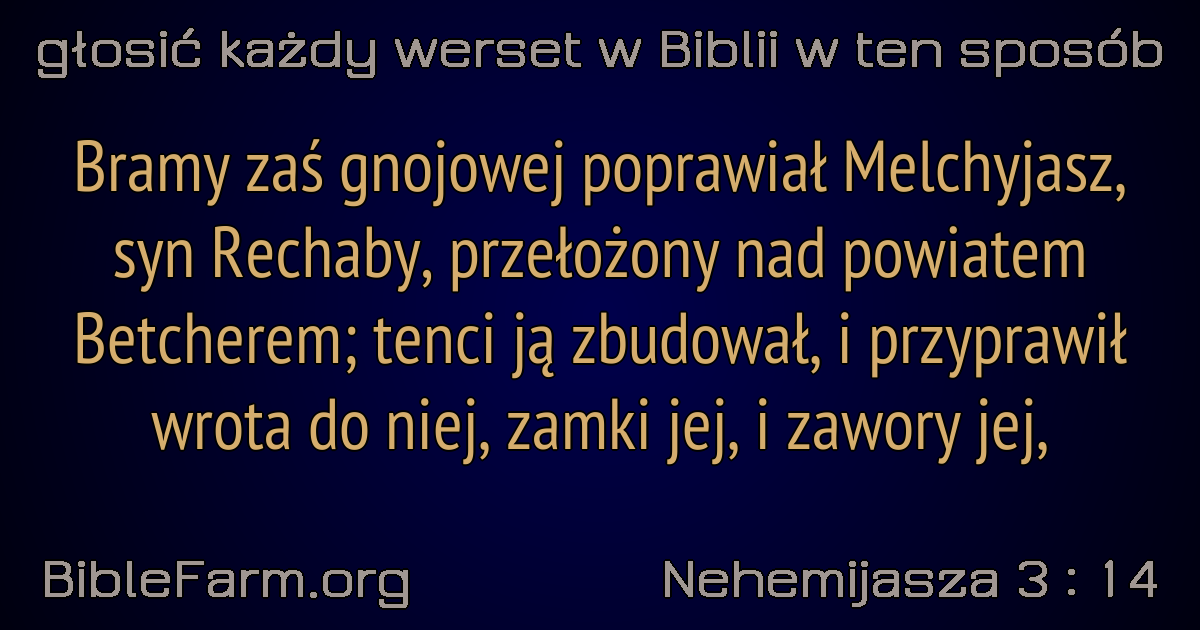 głosić każdy werset w Biblii w ten sposób
Bramy zaś gnojowej poprawiał Melchyjasz,
syn Rechaby, przełożony nad powiatem
Betcherem; tenci ją zbudował, i przyprawił
wrota do niej, zamki jej, i zawory jej,
BibleFarm.org
Nehemijasza 3 : 14